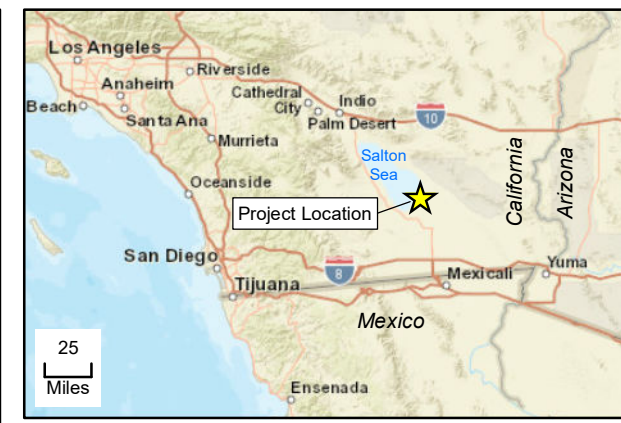 Los Angeles
Riverside
Anaheim
Cathedral
City
Indio
Beach
Santa Ana
Palm Desert
10
Murrieta
Salton
Sea
California
Arizona
Oceanside
Project Location
San Diego
8
Yuma
Tijuana
Mexicali
Mexico
25
Miles
Ensenada